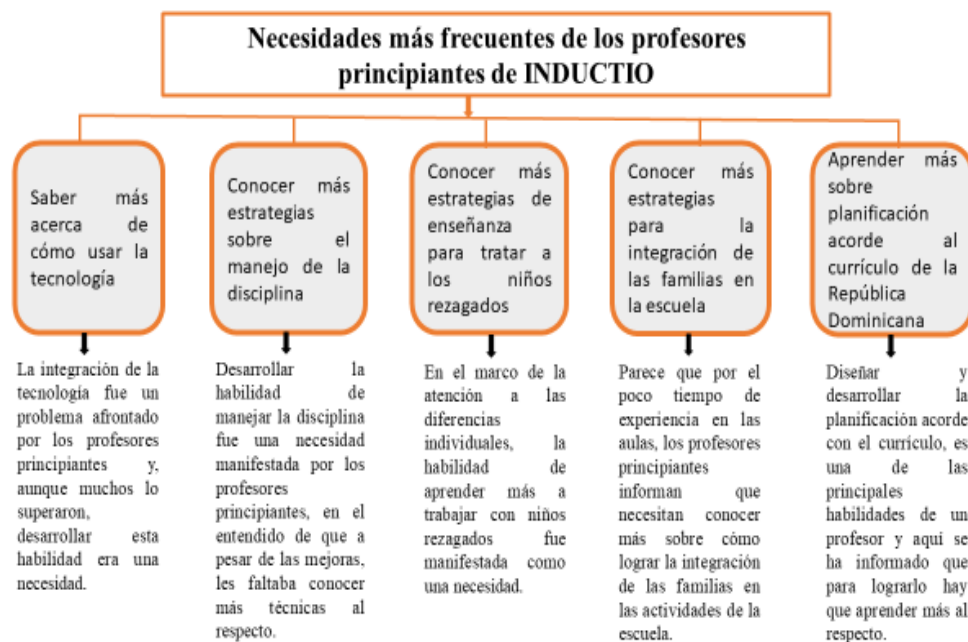 Necesidades más frecuentes de los profesores
principiantes de INDUCTIO
Saber más
acerca de
cómo usar la
tecnología
Conocer más
estrategias
sobre el
manejo de la
disciplina
Conocer más
estrategias de
enseñanza
para tratar a
los niños
rezagados
Conocer más
estrategias
para la
integración de
las familias en
la escuela
Aprender más
sobre
planificación
acorde al
currículo de la
República
Dominicana
La integración de la
tecnología fue un
problema afrontado
por los profesores
principiantes y,
aunque muchos lo
superaron,
desarrollar esta
habilidad era una
necesidad.
Desarrollar la
habilidad de
manejar la disciplina
fue una necesidad
manifestada por los
profesores
principiantes, en el
entendido de que a
pesar de las mejoras,
les faltaba conocer
más técnicas al
respecto.
En el marco de la
atención a las
diferencias
individuales, la
habilidad de
aprender más a
trabajar con niños
rezagados fue
manifestada como
una necesidad.
Parece que por el
poco tiempo de
experiencia en las
aulas, los profesores
principiantes
informan que
necesitan conocer
más sobre cómo
lograr la integración
de las familias en
las actividades de la
escuela.
Diseñar y
desarrollar la
planificación acorde
con el currículo, es
una de las
principales
habilidades de un
profesor y aquí se
ha informado que
para lograrlo hay
que aprender más al
respecto.